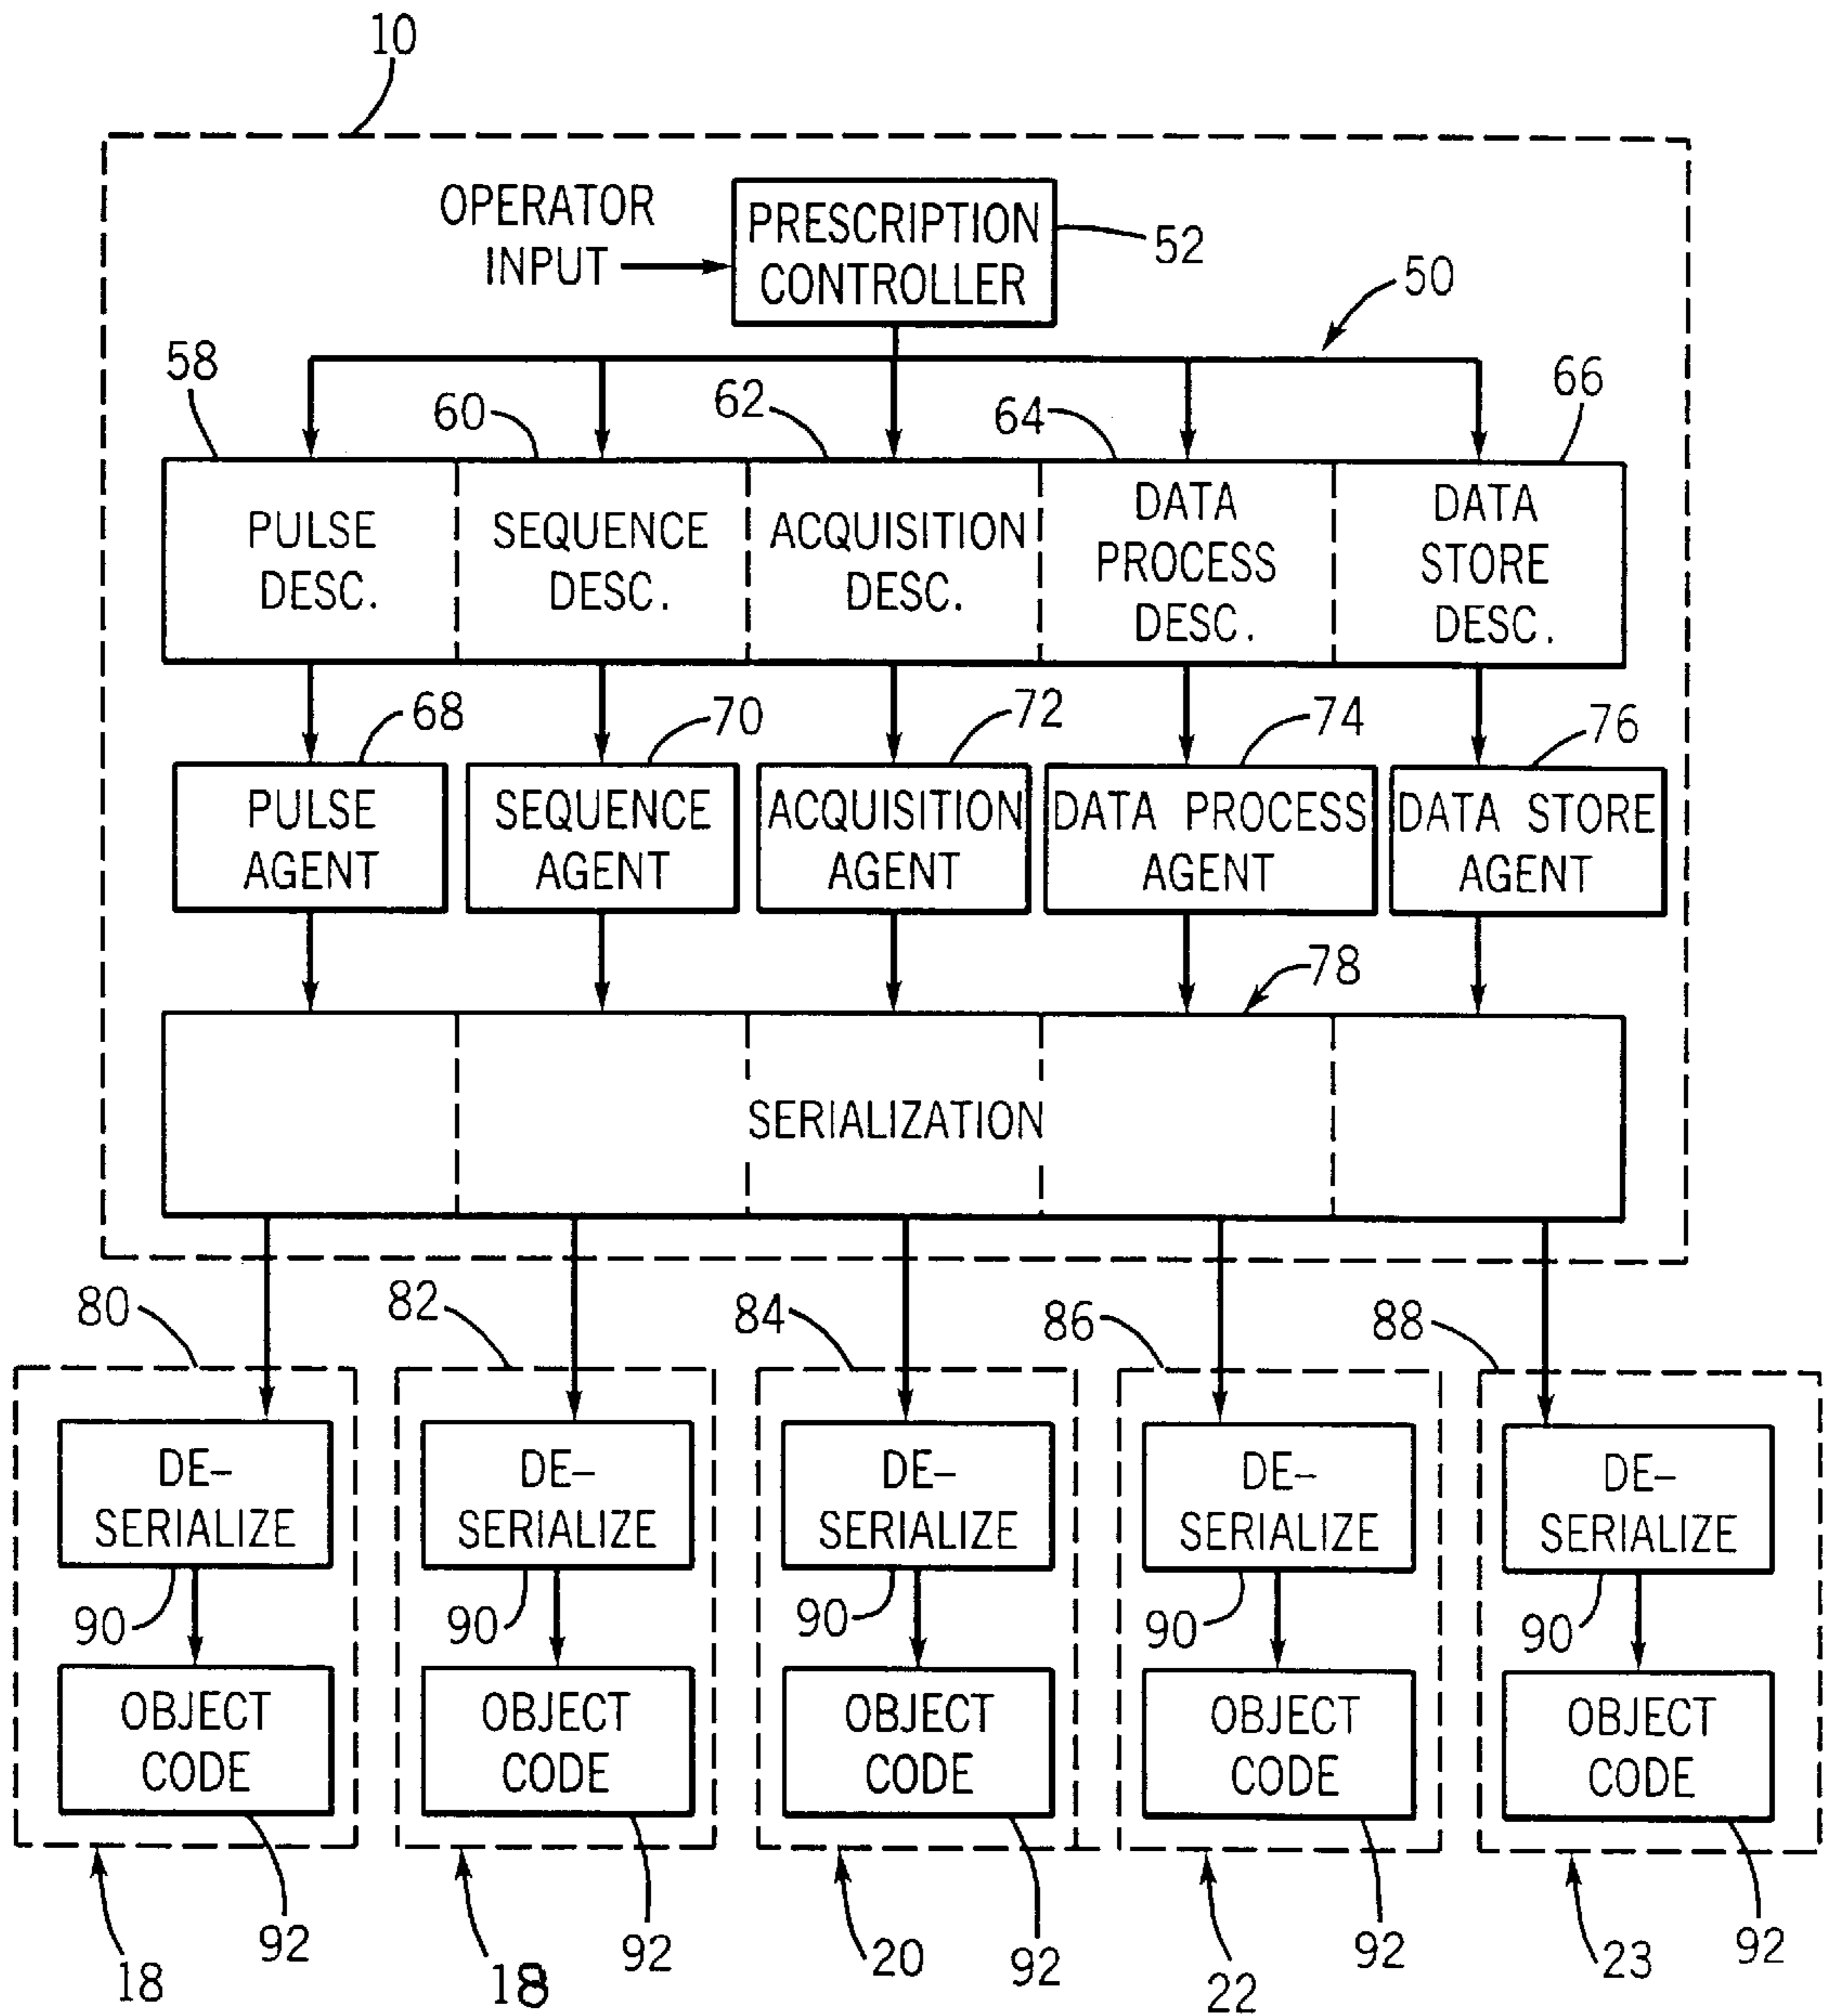 10
OPERATOR
INPUT
PRESCRIPTION
CONTROLLER
52
50
58
60
62
64
66
PULSE
DESC.
SEQUENCE
DESC.
ACQUISITION
DESC.
DATA
PROCESS
DESC.
DATA
STORE
DESC.
68
70
72
74
76
PULSE
AGENT
SEQUENCE
AGENT
ACQUISITION
AGENT
DATA PROCESS
AGENT
DATA STORE
AGENT
78
SERIALIZATION
80
82
84
86
88
DE-
SERIALIZE
DE-
SERIALIZE
DE-
SERIALIZE
DE-
SERIALIZE
DE-
SERIALIZE
90
90
90
90
90
OBJECT
CODE
OBJECT
CODE
OBJECT
CODE
OBJECT
CODE
OBJECT
CODE
18
92
18
92
20
92
22
92
23
92